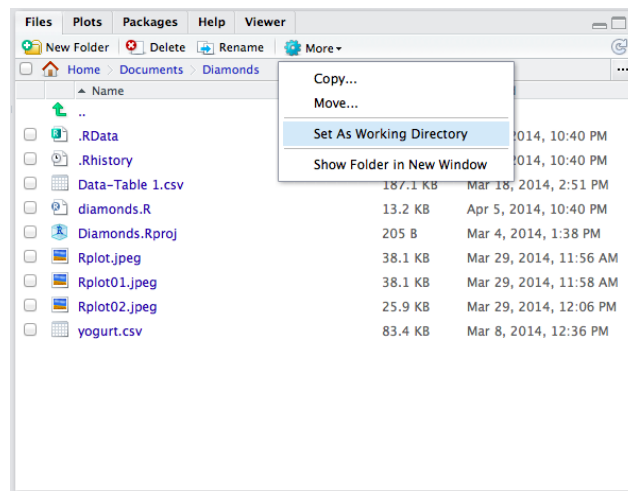 Files Plots Packages Help Viewer
New Folder Delete Rename More
Home Documents Diamonds ...
Name
Copy...
Move...
Set As Working Directory
Show Folder in New Window
..
.RData 2014, 10:40 PM
.Rhistory 2014, 10:40 PM
Data-Table 1.csv 187.1 KB Mar 18, 2014, 2:51 PM
diamonds.R 13.2 KB Apr 5, 2014, 10:40 PM
Diamonds.Rproj 205 B Mar 4, 2014, 1:38 PM
Rplot.jpeg 38.1 KB Mar 29, 2014, 11:56 AM
Rplot01.jpeg 38.1 KB Mar 29, 2014, 11:58 AM
Rplot02.jpeg 25.9 KB Mar 29, 2014, 12:06 PM
yogurt.csv 83.4 KB Mar 8, 2014, 12:36 PM